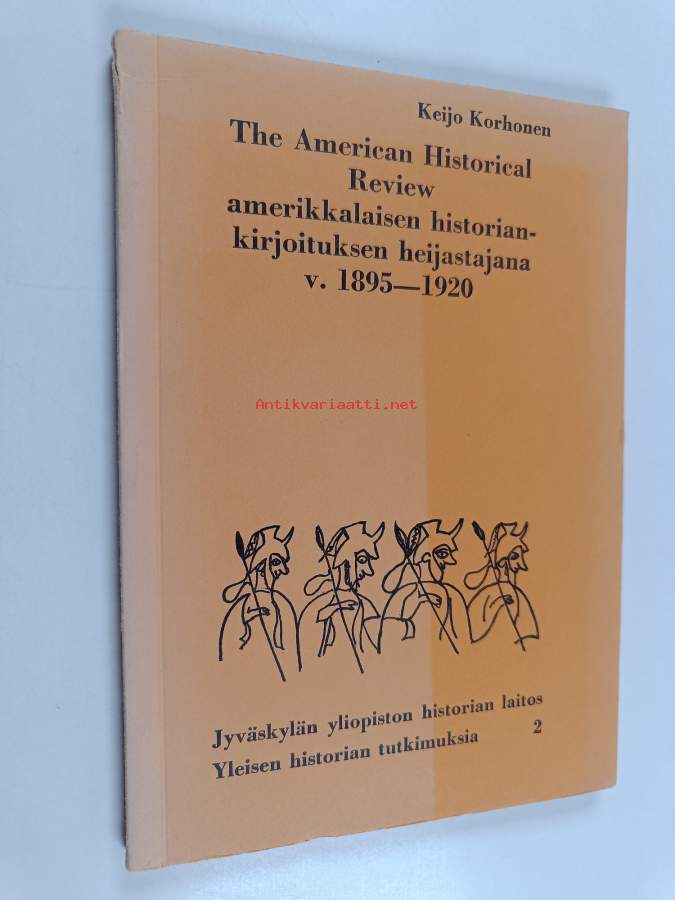 Keijo Korhonen
The American Historical
Review
amerikkalaisen historian-
kirjoituksen heijastajana
v. 1895—1920
Antikvariaatti.net
Jyväskylän yliopiston historian laitos
Yleisen historian tutkimuksia 2